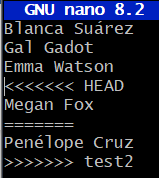 GNU nano 8.2
Blanca Suárez
Gal Gadot
Emma Watson
<<<<<<< HEAD
Megan Fox
=======
Penélope Cruz
>>>>>>> test2